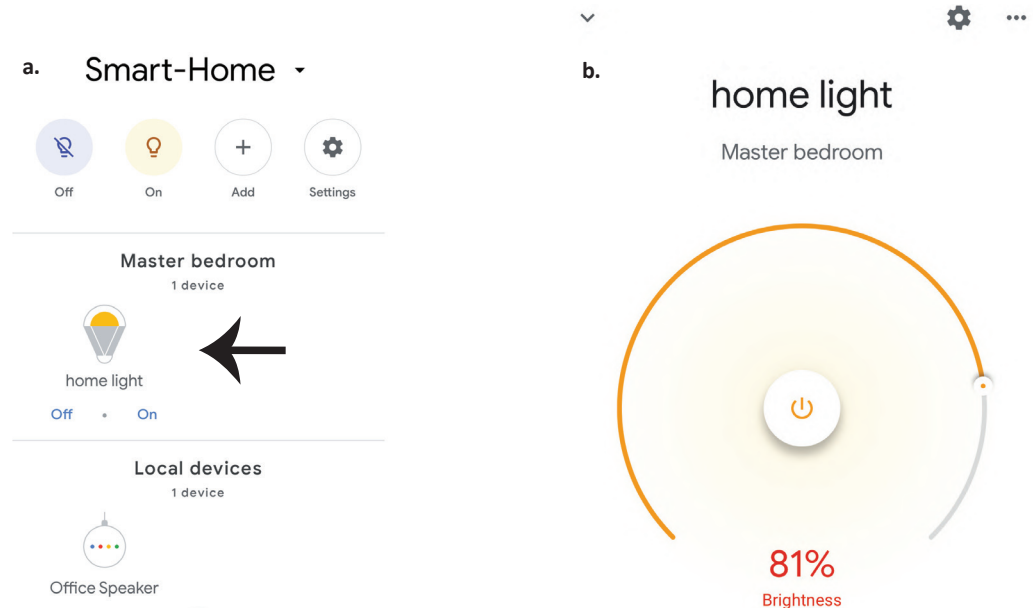 a.
Smart-Home
Off
On
Add
Settings
Master bedroom
1 device
home light
Off • On
Local devices
1 device
Office Speaker
b.
home light
Master bedroom
81%
Brightness